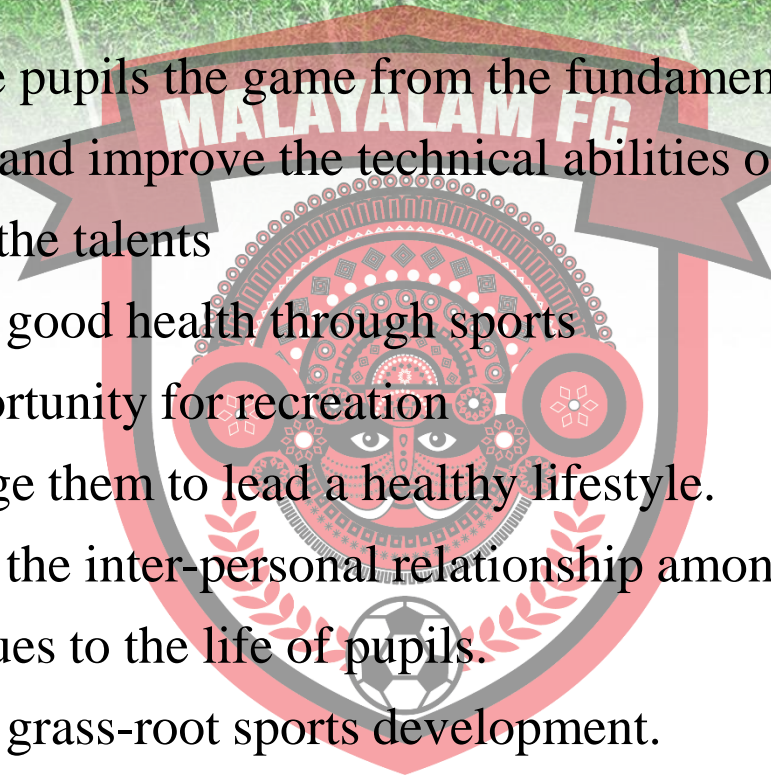 e pupils the game from the fundamen
MALAYALAM FC
and improve the technical abilities o
the talents
good health through sports
ortunity for recreation
ge them to lead a healthy lifestyle.
the inter-personal relationship amon
ues to the life of pupils.
grass-root sports development.